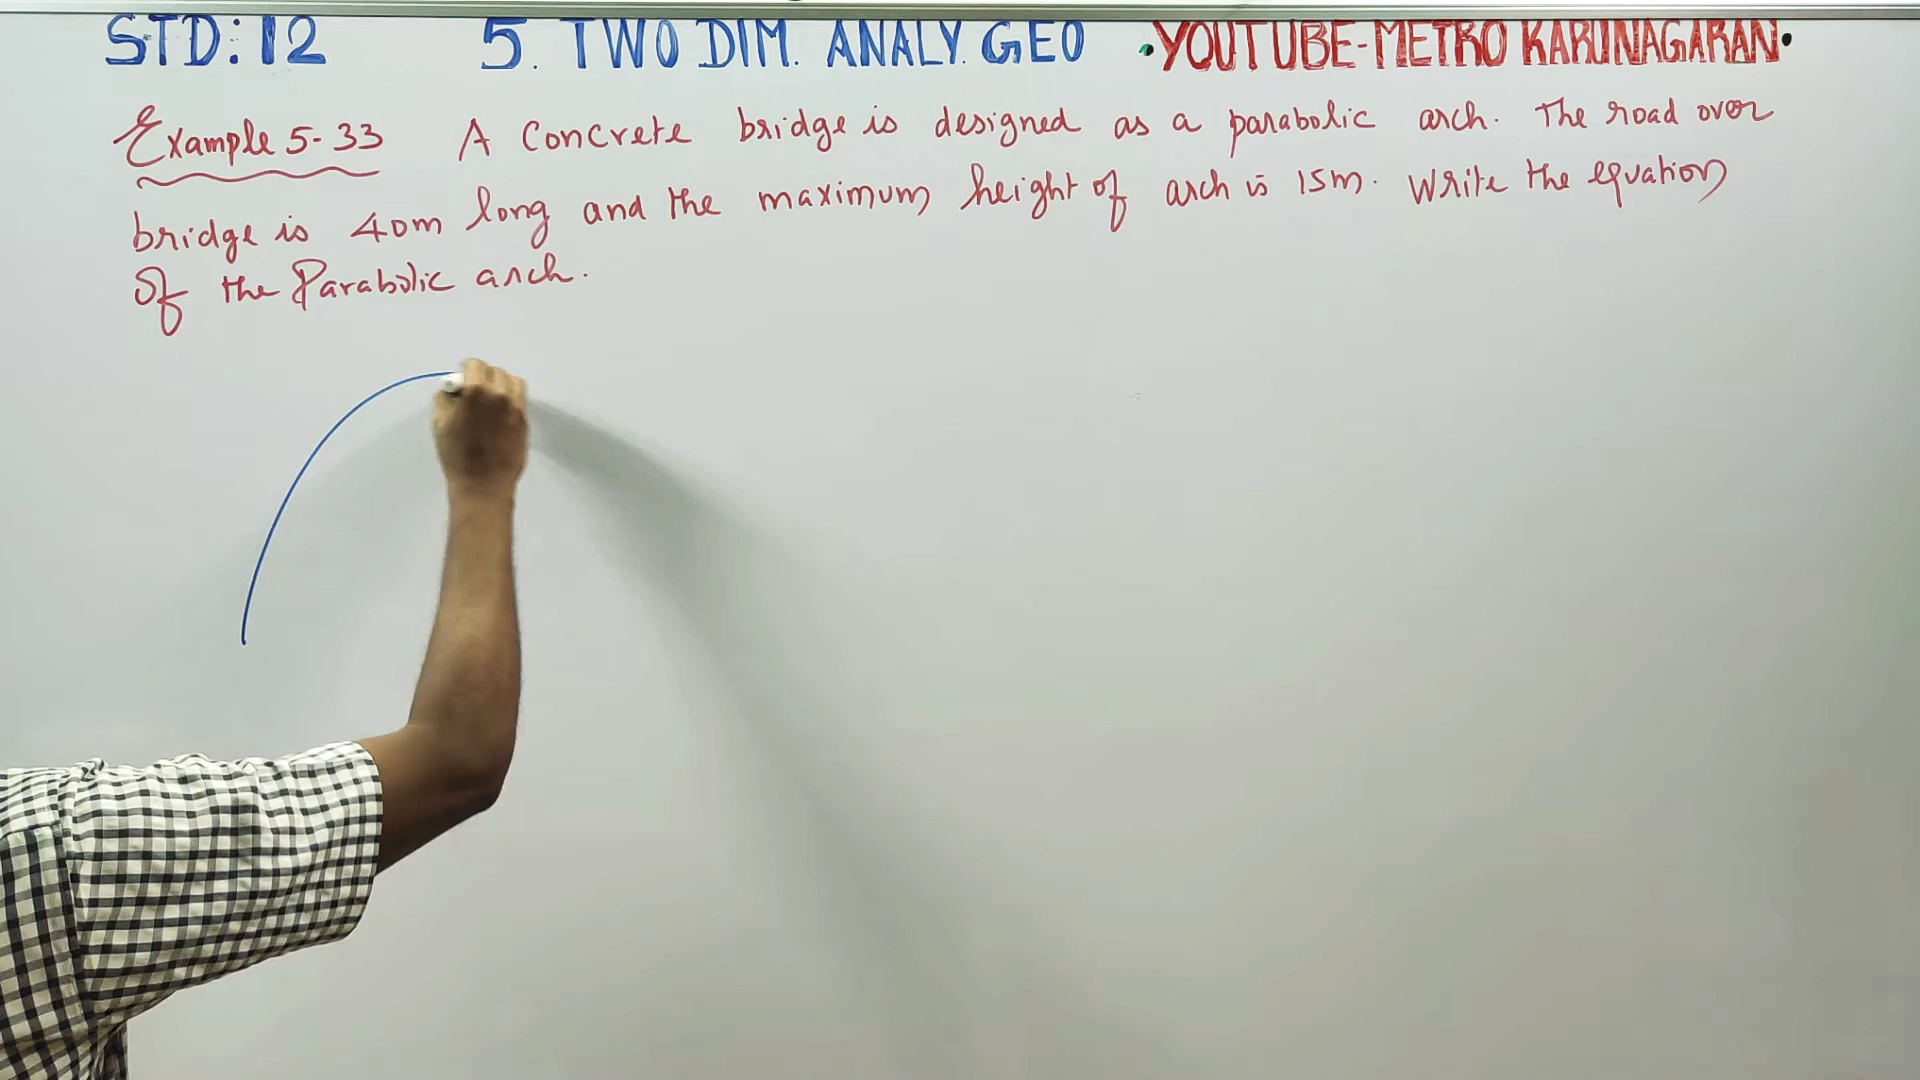 STD: 12 5. TWO DIM. ANALY. GEO • YOUTUBE-METRO KARUNAGARAN •
Example 5-33 A Concrete bridge is designed as a parabolic arch. The road over
bridge is 40m long and the maximum height of arch is 15m. Write the equation
Of the Parabolic arch.